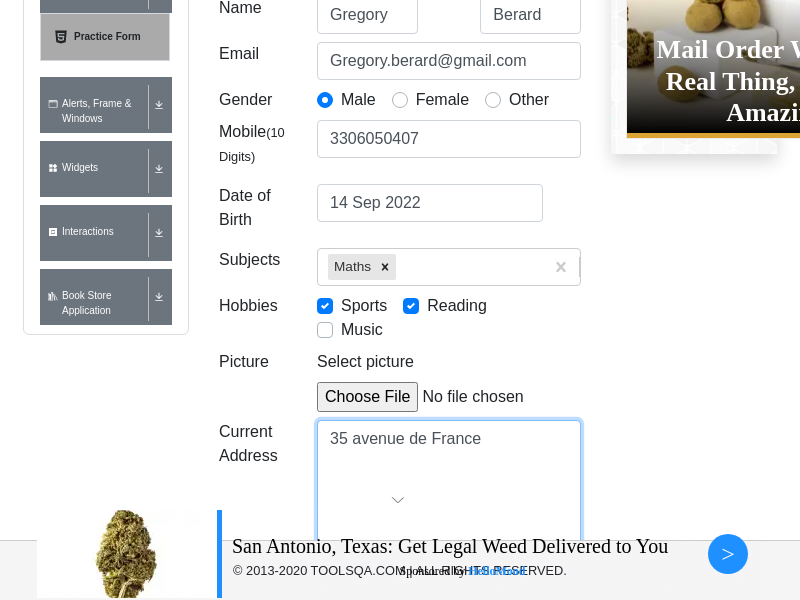 Name
Gregory
Berard
Practice Form
Email
Gregory.berard@gmail.com
Mail Order
Real Thing,
Gender
Male
Female
Other
Alerts, Frame &
Windows
Mobile(10
Digits)
3306050407
Widgets
Date of
Birth
14 Sep 2022
Interactions
Subjects
Maths
Book Store
Application
Hobbies
Sports
Reading
Music
Picture
Select picture
Choose File No file chosen
Current
Address
35 avenue de France
San Antonio, Texas: Get Legal Weed Delivered to You
© 2013-2020 TOOLSQA.COM | ALL RIGHTS RESERVED.
Sponsored by